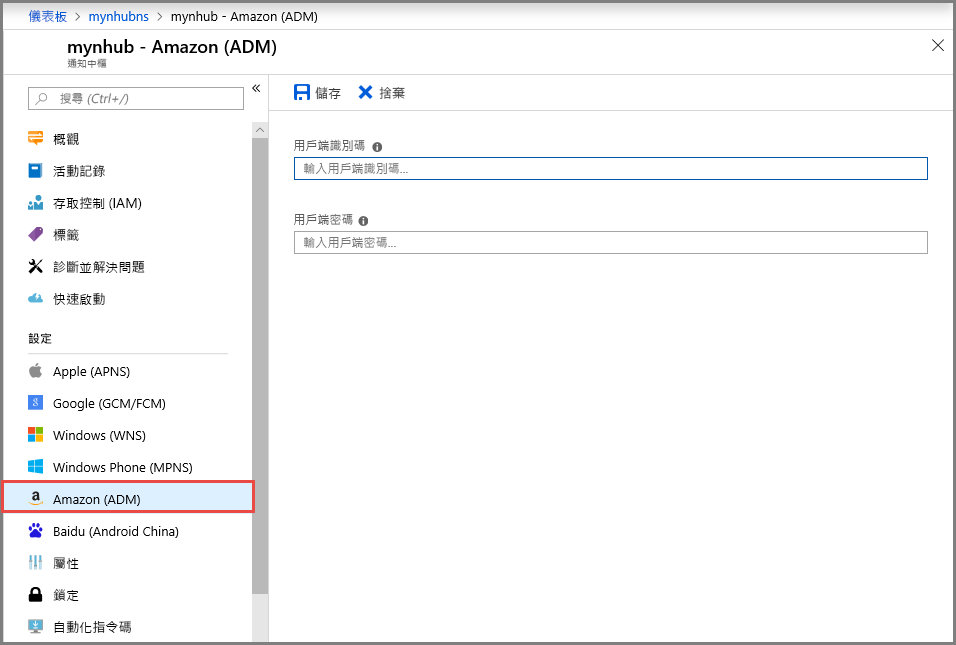 儀表板 > mynhubns > mynhub - Amazon (ADM)
mynhub - Amazon (ADM)
通知中樞
搜尋 (Ctrl+/)
«
概觀
活動記錄
存取控制 (IAM)
標籤
診斷並解決問題
快速啟動
設定
Apple (APNS)
Google (GCM/FCM)
Windows (WNS)
Windows Phone (MPNS)
Amazon (ADM)
Baidu (Android China)
屬性
鎖定
自動化指令碼
儲存 捨棄
用戶端識別碼
輸入用戶端識別碼...
用戶端密碼
輸入用戶端密碼...